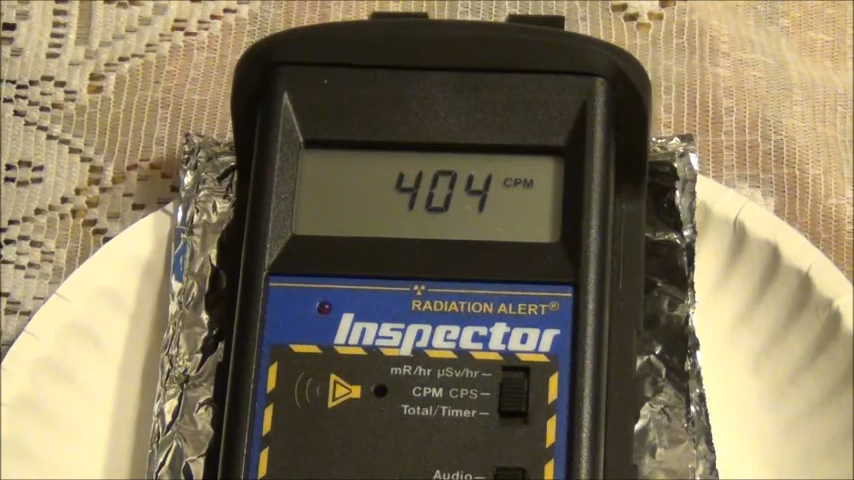 404 CPM
RADIATION ALERT®
Inspector
mR/hr µSv/hr
CPM CPS
Total/Timer
Audio